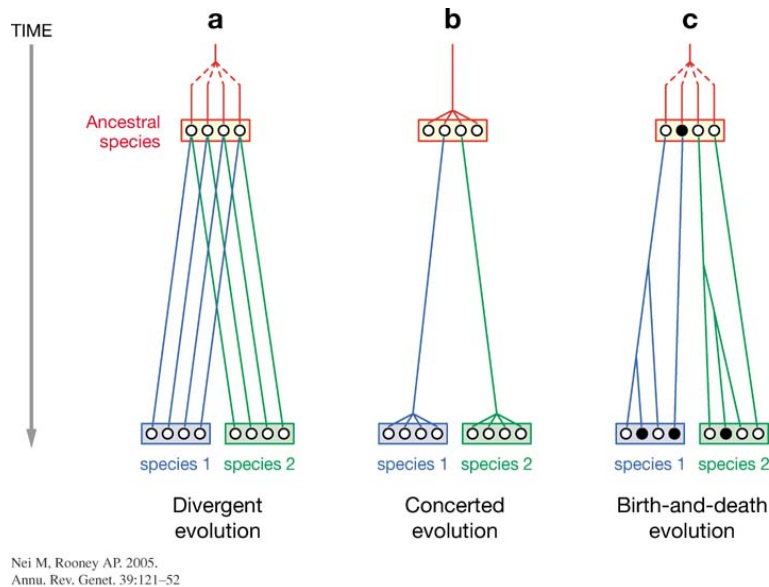 TIME
a
b
c
Ancestral
species
species 1
species 2
species 1
species 2
species 1
species 2
Divergent
evolution
Concerted
evolution
Birth-and-death
evolution
Nei M, Rooney AP. 2005.
Annu. Rev. Genet. 39:121–52